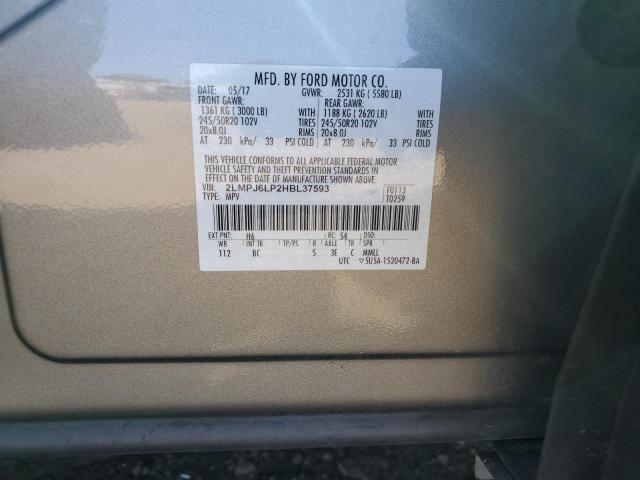 MFD. BY FORD MOTOR CO.
DATE: 05/17 GVWR: 2531 KG ( 5580 LB)
FRONT GAWR: REAR GAWR:
1361 KG ( 3000 LB) WITH 1188 KG ( 2620 LB) WITH
245/50R20 102V TIRES 245/50R20 102V TIRES
20x8.0J RIMS 20x8.0J RIMS
AT 230 kPa/ 33 PSI COLD AT 230 kPa/ 33 PSI COLD
THIS VEHICLE CONFORMS TO ALL APPLICABLE FEDERAL MOTOR
VEHICLE SAFETY AND THEFT PREVENTION STANDARDS IN EFFECT
ON THE DATE OF MANUFACTURE SHOWN ABOVE.
VIN: 2LMPJ6LP2HBL37593 F0113
TYPE: MPV T0259
EXT PNT: H6 RC: 54 DSO:
WB INT TR TP/PS R AXLE TR SPR
112 BC S 3E C MMEL
UTC ▽5U5A-1520472-BA